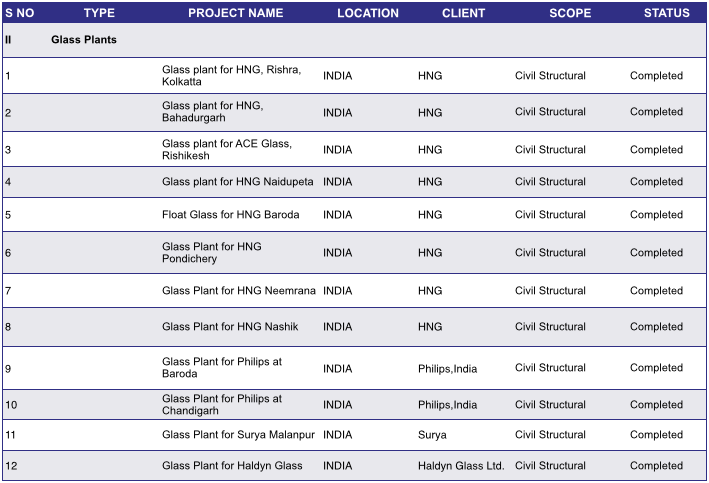 S NO TYPE PROJECT NAME LOCATION CLIENT SCOPE STATUS
II Glass Plants
1 Glass plant for HNG, Rishra, Kolkatta INDIA HNG Civil Structural Completed
2 Glass plant for HNG, Bahadurgarh INDIA HNG Civil Structural Completed
3 Glass plant for ACE Glass, Rishikesh INDIA HNG Civil Structural Completed
4 Glass plant for HNG Naidupeta INDIA HNG Civil Structural Completed
5 Float Glass for HNG Baroda INDIA HNG Civil Structural Completed
6 Glass Plant for HNG Pondichery INDIA HNG Civil Structural Completed
7 Glass Plant for HNG Neemrana INDIA HNG Civil Structural Completed
8 Glass Plant for HNG Nashik INDIA HNG Civil Structural Completed
9 Glass Plant for Philips at Baroda INDIA Philips,India Civil Structural Completed
10 Glass Plant for Philips at Chandigarh INDIA Philips,India Civil Structural Completed
11 Glass Plant for Surya Malanpur INDIA Surya Civil Structural Completed
12 Glass Plant for Haldyn Glass INDIA Haldyn Glass Ltd. Civil Structural Completed